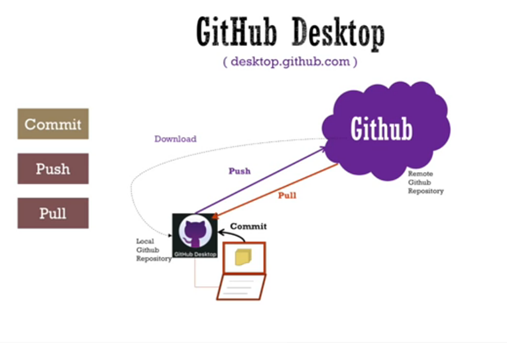 GitHub Desktop
( desktop.github.com )
Commit
Push
Pull
Download
Push
Pull
Github
Remote
Github
Repository
Local
Github
Repository
GitHub Desktop
Commit